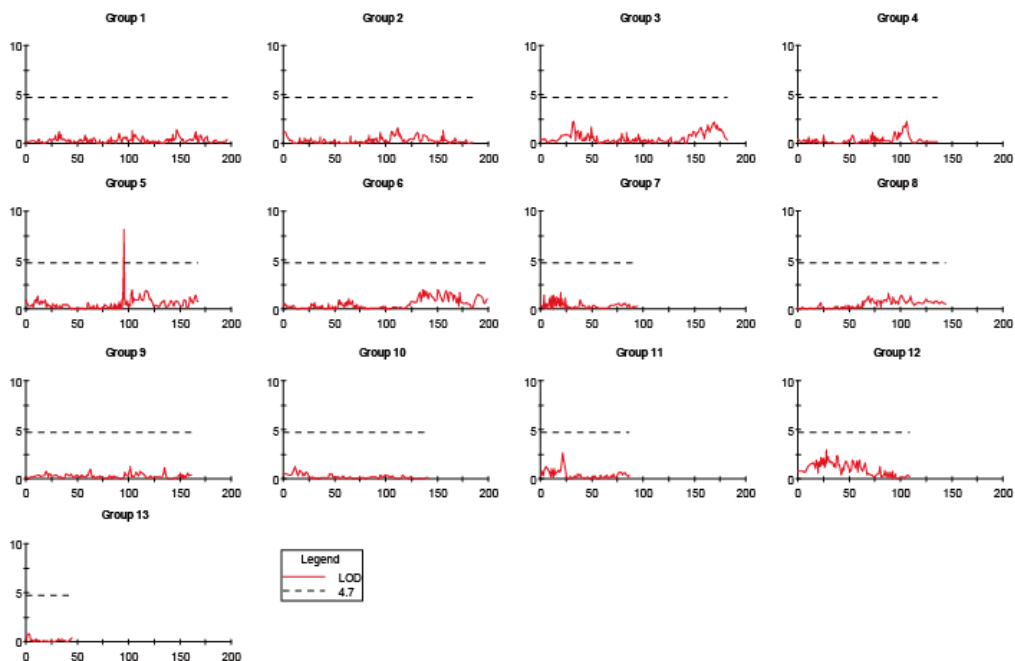 Group 1 Group 2 Group 3 Group 4
10 10 10 10
5 5 5 5
0 0 0 0
0 50 100 150 200 0 50 100 150 200 0 50 100 150 200 0 50 100 150 200
Group 5 Group 6 Group 7 Group 8
10 10 10 10
5 5 5 5
0 0 0 0
0 50 100 150 200 0 50 100 150 200 0 50 100 150 200 0 50 100 150 200
Group 9 Group 10 Group 11 Group 12
10 10 10 10
5 5 5 5
0 0 0 0
0 50 100 150 200 0 50 100 150 200 0 50 100 150 200 0 50 100 150 200
Group 13
10
5
0
0 50 100 150 200
Legend
LOD
4.7